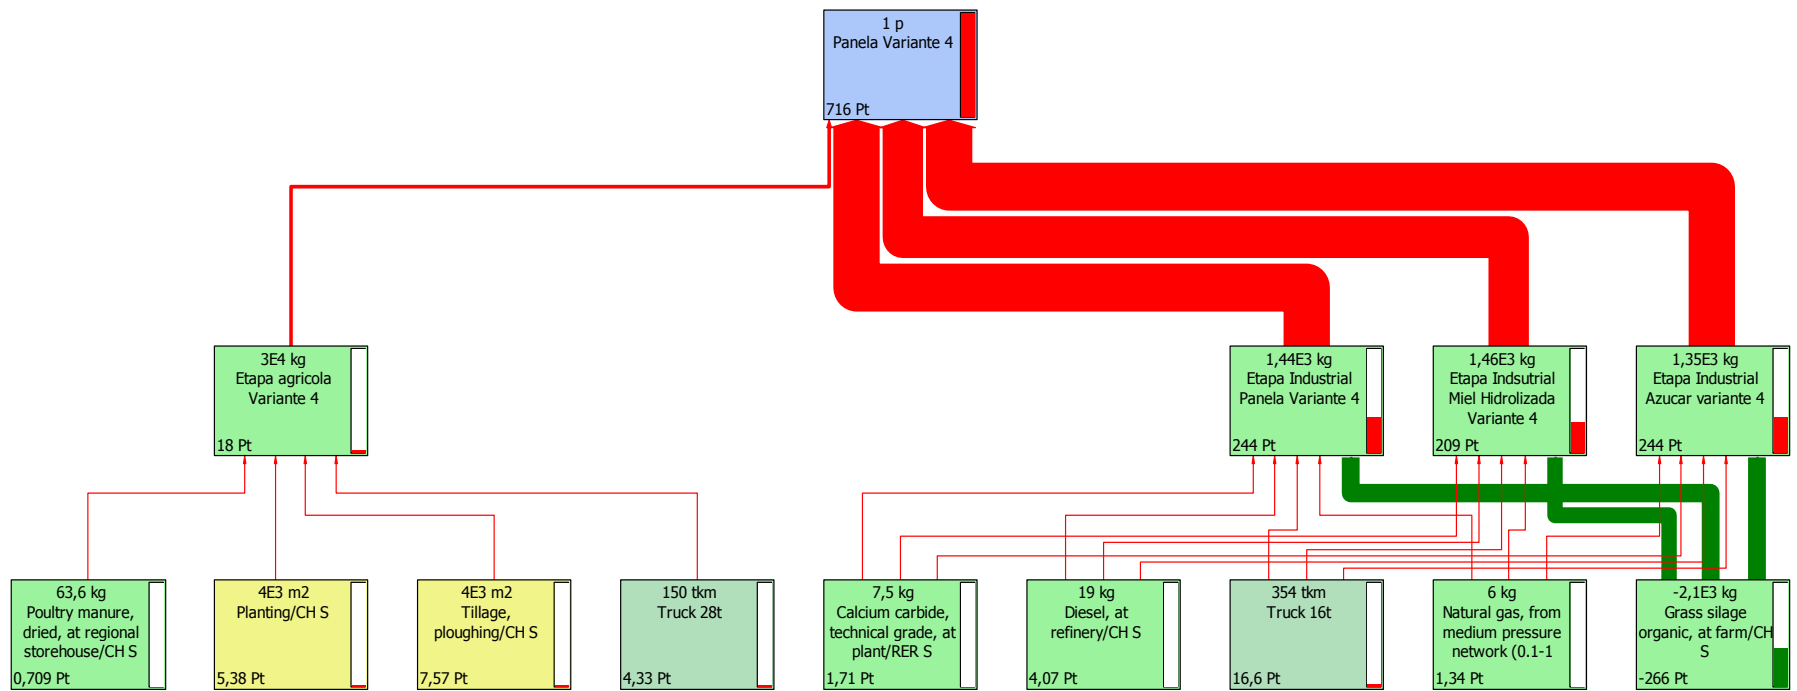 1 p
Panela Variante 4
716 Pt
3E4 kg
Etapa agricola
Variante 4
18 Pt
1,44E3 kg
Etapa Industrial
Panela Variante 4
244 Pt
1,46E3 kg
Etapa Indsutrial
Miel Hidrolizada
Variante 4
209 Pt
1,35E3 kg
Etapa Industrial
Azucar variante 4
244 Pt
63,6 kg
Poultry manure,
dried, at regional
storehouse/CH S
0,709 Pt
4E3 m2
Planting/CH S
5,38 Pt
4E3 m2
Tillage,
ploughing/CH S
7,57 Pt
150 tkm
Truck 28t
4,33 Pt
7,5 kg
Calcium carbide,
technical grade, at
plant/RER S
1,71 Pt
19 kg
Diesel, at
refinery/CH S
4,07 Pt
354 tkm
Truck 16t
16,6 Pt
6 kg
Natural gas, from
medium pressure
network (0.1-1
1,34 Pt
-2,1E3 kg
Grass silage
organic, at farm/CH
S
-266 Pt